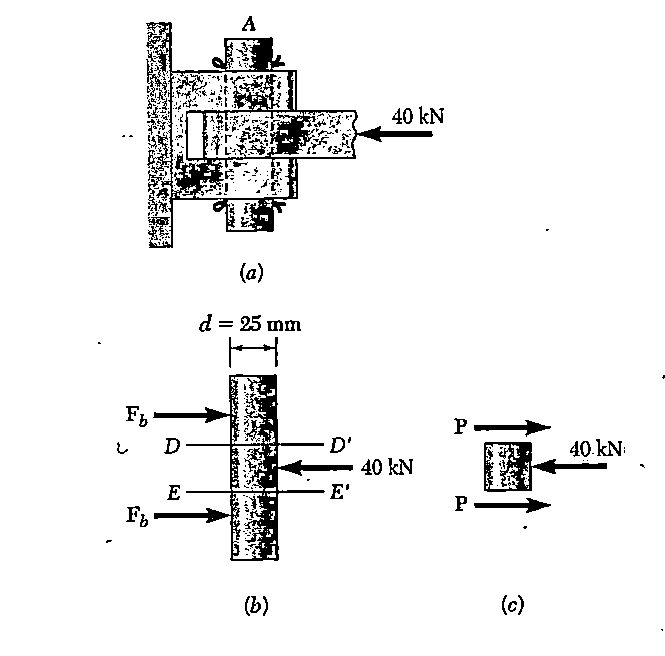 A
40 kN
(a)
d = 25 mm
F_b
D
D'
40 kN
E
E'
F_b
(b)
P
40 kN
P
(c)